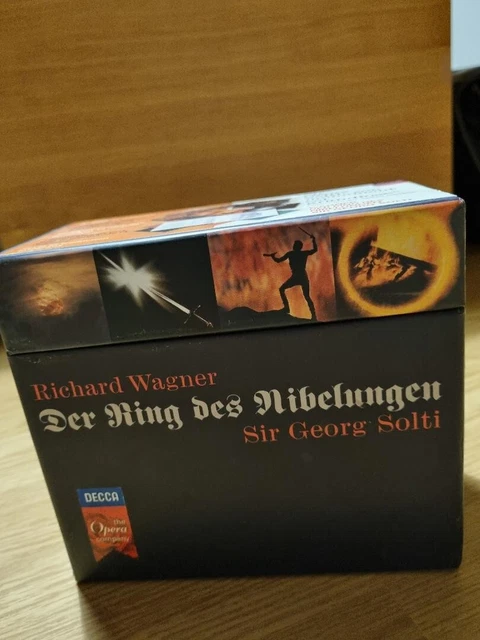 Richard Wagner
Der Ring des Nibelungen
Sir Georg Solti
DECCA
the
Opera
company